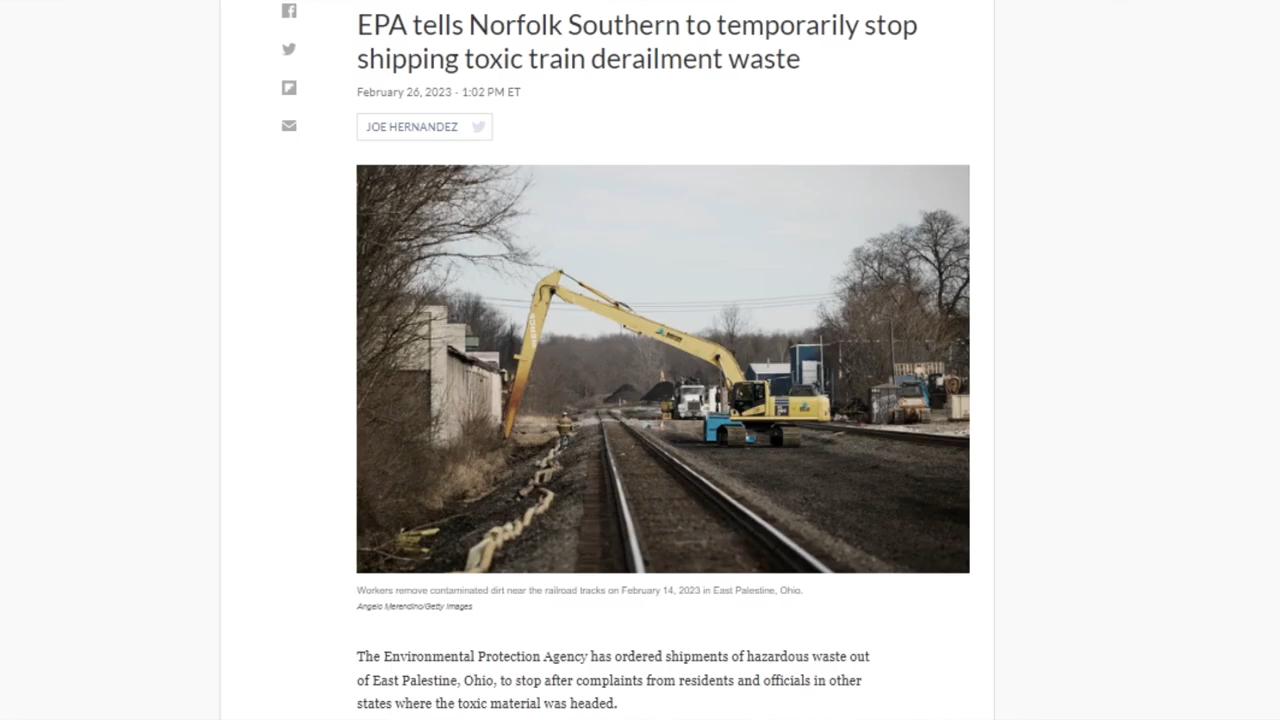 EPA tells Norfolk Southern to temporarily stop
shipping toxic train derailment waste
February 26, 2023 - 1:02 PM ET
JOE HERNANDEZ
Workers remove contaminated dirt near the railroad tracks on February 14, 2023 in East Palestine, Ohio.
Angelo Merendino/Getty Images
The Environmental Protection Agency has ordered shipments of hazardous waste out
of East Palestine, Ohio, to stop after complaints from residents and officials in other
states where the toxic material was headed.